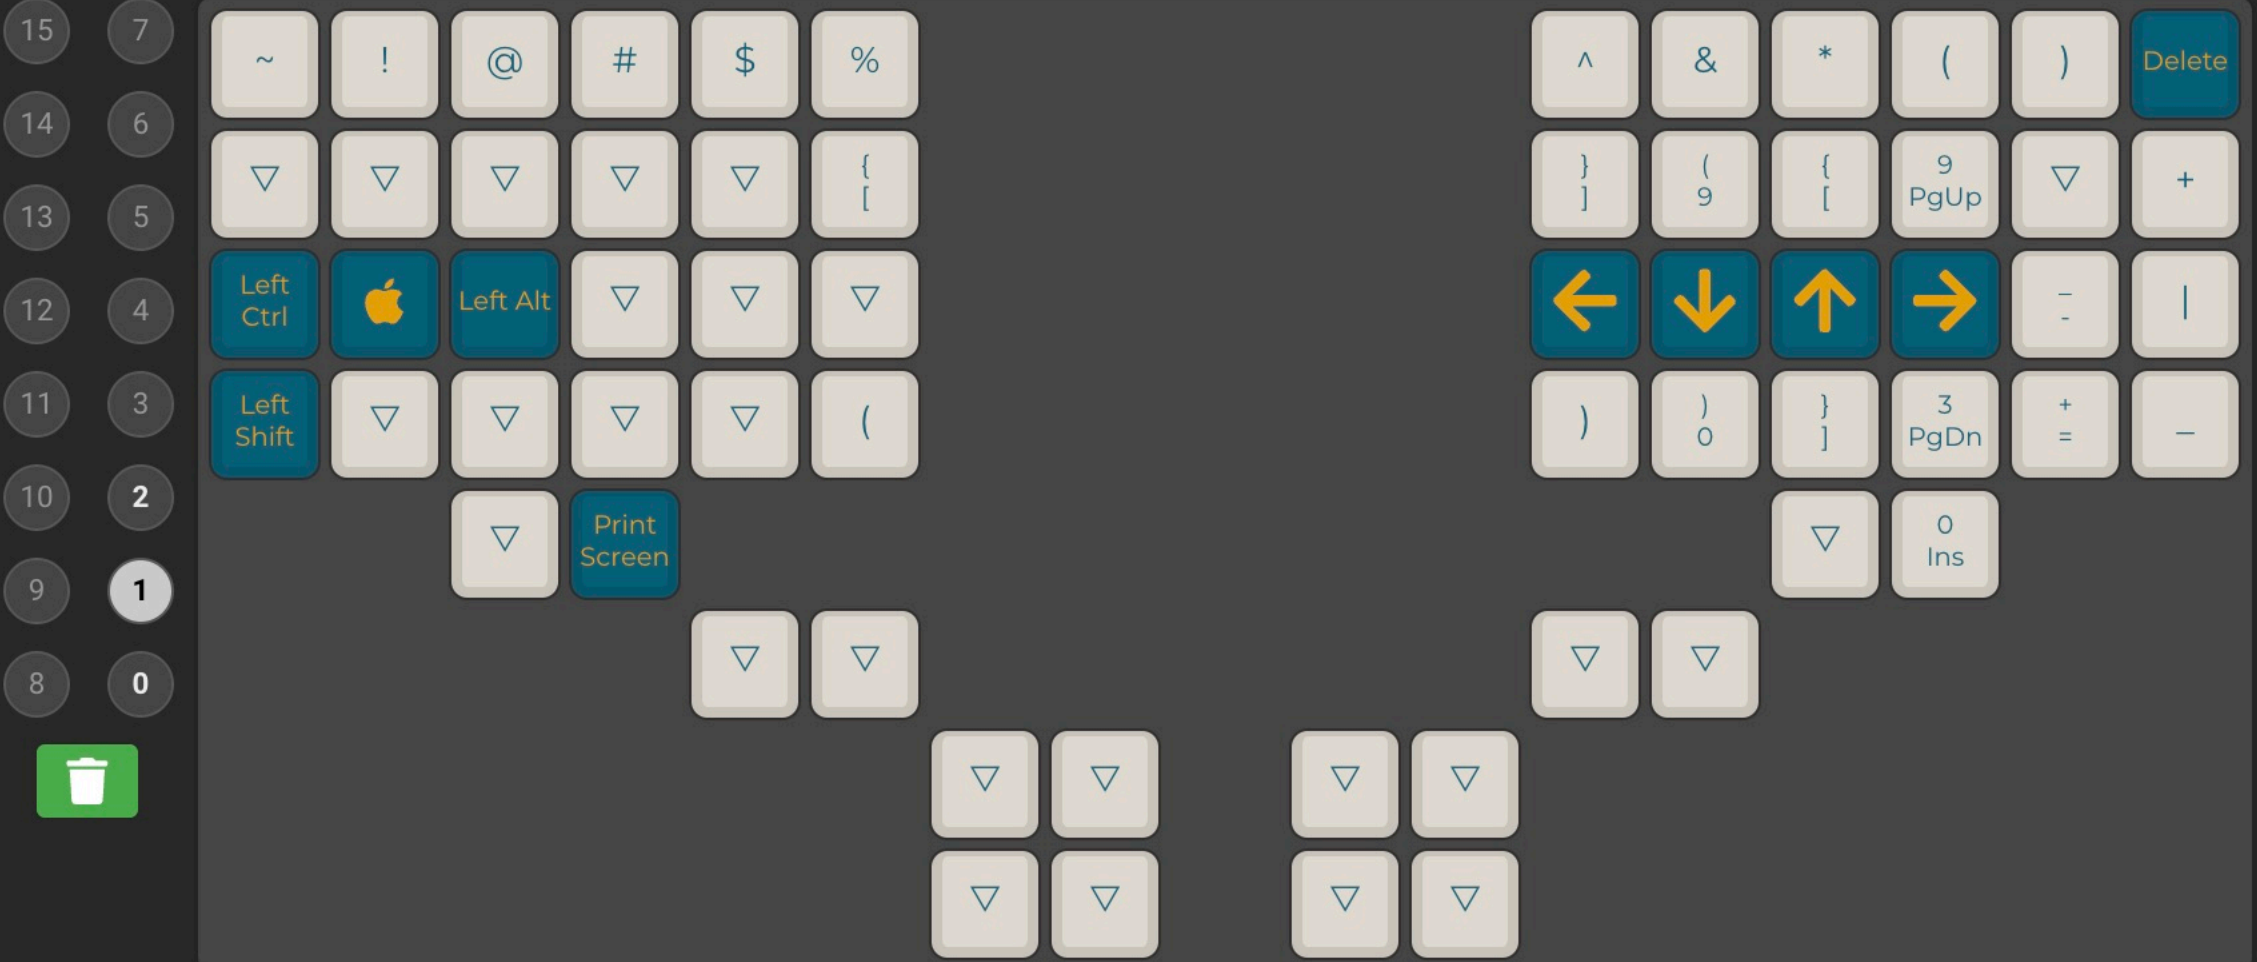 15 7 ~ ! @ # $ % ^ & * ( ) Delete
14 6 ▽ ▽ ▽ ▽ ▽ { } ( { 9 ▽ +
[ ] 9 [ PgUp
13 5
12 4 Left Left Alt ▽ ▽ ▽ ← ↓ ↑ → _ |
Ctrl -
11 3 Left ▽ ▽ ▽ ▽ ( ) ) } 3 + _
Shift 0 ] PgDn =
10 2 ▽ Print ▽ 0
Screen Ins
9 1
8 0 ▽ ▽ ▽ ▽
▽ ▽ ▽ ▽
▽ ▽ ▽ ▽